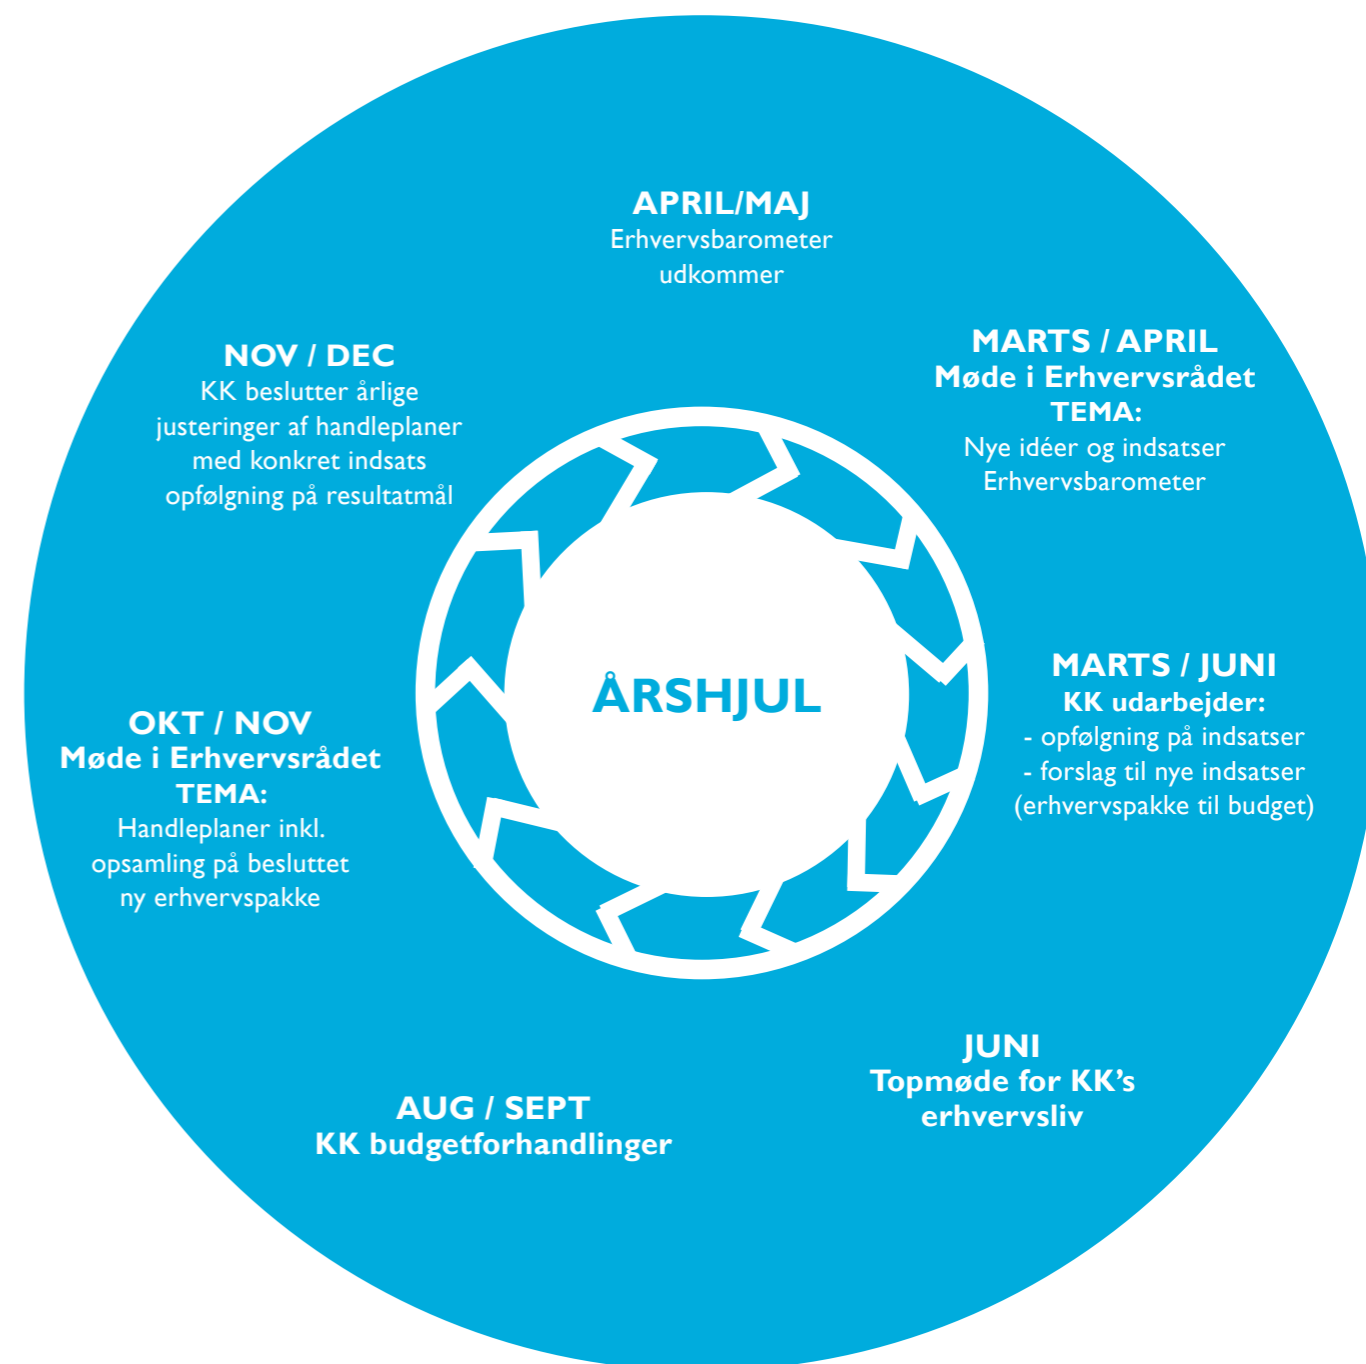 APRIL/MAJ
Erhvervsbarometer
udkommer
MARTS / APRIL
Møde i Erhvervsrådet
TEMA:
Nye idéer og indsatser
Erhvervsbarometer
MARTS / JUNI
KK udarbejder:
- opfølgning på indsatser
- forslag til nye indsatser
(erhvervspakke til budget)
JUNI
Topmøde for KK's
erhvervsliv
AUG / SEPT
KK budgetforhandlinger
OKT / NOV
Møde i Erhvervsrådet
TEMA:
Handleplaner inkl.
opsamling på besluttet
ny erhvervspakke
NOV / DEC
KK beslutter årlige
justeringer af handleplaner
med konkret indsats
opfølgning på resultatmål
ÅRSHJUL